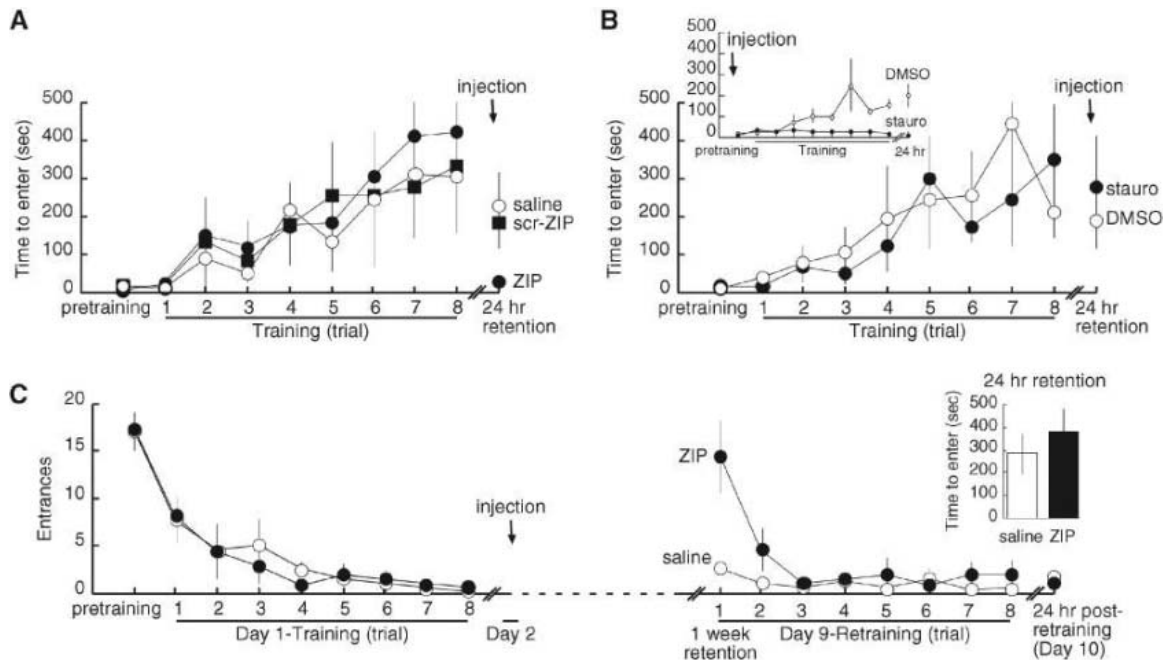 A
injection
Time to enter (sec)
500
400
300
200
100
0
saline
scr-ZIP
ZIP
pretraining 1 2 3 4 5 6 7 8 24 hr
retention
Training (trial)
B
injection
500
400
300
200
100
0
DMSO
stauro
pretraining Training 24 hr
injection
Time to enter (sec)
500
400
300
200
100
0
stauro
DMSO
pretraining 1 2 3 4 5 6 7 8 24 hr
retention
Training (trial)
C
Entrances
20
15
10
5
0
injection
pretraining 1 2 3 4 5 6 7 8
Day 1-Training (trial) Day 2
ZIP
saline
1 2 3 4 5 6 7 8 24 hr post-
retraining
(Day 10)
1 week
retention
Day 9-Retraining (trial)
24 hr retention
Time to enter (sec)
500
400
300
200
100
0
saline ZIP